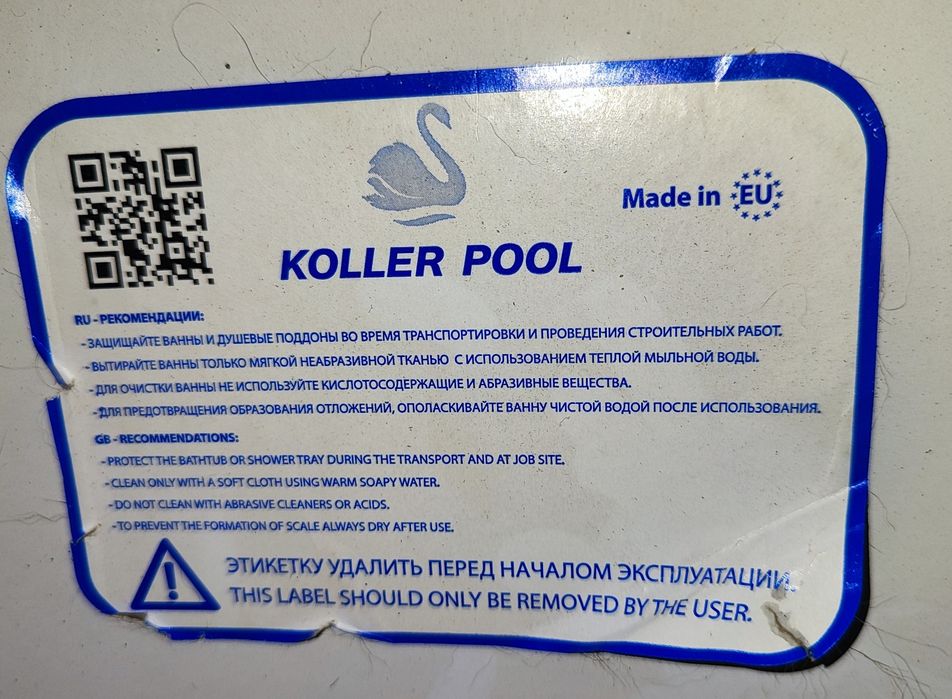 Made in EU
KOLLER POOL
RU - РЕКОМЕНДАЦИИ:
- ЗАЩИЩАЙТЕ ВАННЫ И ДУШЕВЫЕ ПОДДОНЫ ВО ВРЕМЯ ТРАНСПОРТИРОВКИ И ПРОВЕДЕНИЯ СТРОИТЕЛЬНЫХ РАБОТ.
- ВЫТИРАЙТЕ ВАННЫ ТОЛЬКО МЯГКОЙ НЕАБРАЗИВНОЙ ТКАНЬЮ С ИСПОЛЬЗОВАНИЕМ ТЕПЛОЙ МЫЛЬНОЙ ВОДЫ.
- ДЛЯ ОЧИСТКИ ВАННЫ НЕ ИСПОЛЬЗУЙТЕ КИСЛОТОСОДЕРЖАЩИЕ И АБРАЗИВНЫЕ ВЕЩЕСТВА.
- ДЛЯ ПРЕДОТВРАЩЕНИЯ ОБРАЗОВАНИЯ ОТЛОЖЕНИЙ, ОПОЛАСКИВАЙТЕ ВАННУ ЧИСТОЙ ВОДОЙ ПОСЛЕ ИСПОЛЬЗОВАНИЯ.
GB - RECOMMENDATIONS:
- PROTECT THE BATHTUB OR SHOWER TRAY DURING THE TRANSPORT AND AT JOB SITE.
- CLEAN ONLY WITH A SOFT CLOTH USING WARM SOAPY WATER.
- DO NOT CLEAN WITH ABRASIVE CLEANERS OR ACIDS.
- TO PREVENT THE FORMATION OF SCALE ALWAYS DRY AFTER USE.
ЭТИКЕТКУ УДАЛИТЬ ПЕРЕД НАЧАЛОМ ЭКСПЛУАТАЦИИ.
THIS LABEL SHOULD ONLY BE REMOVED BY THE USER.